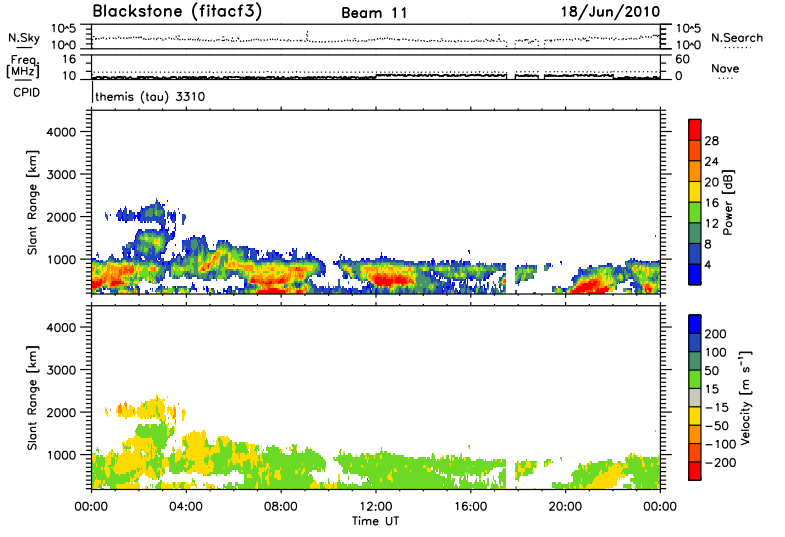 Blackstone (fitacf3) Beam 11 18/Jun/2010
N.Sky 10^5 10^0 10^5 10^0 N.Search
Freq. [MHz] 16 10 60 0 Nave
CPID themis (tau) 3310
Slant Range [km] 4000 3000 2000 1000
28 24 20 16 12 8 4 Power [dB]
Slant Range [km] 4000 3000 2000 1000
200 100 50 15 -15 -50 -100 -200 Velocity [m s⁻¹]
00:00 04:00 08:00 12:00 16:00 20:00 00:00
Time UT